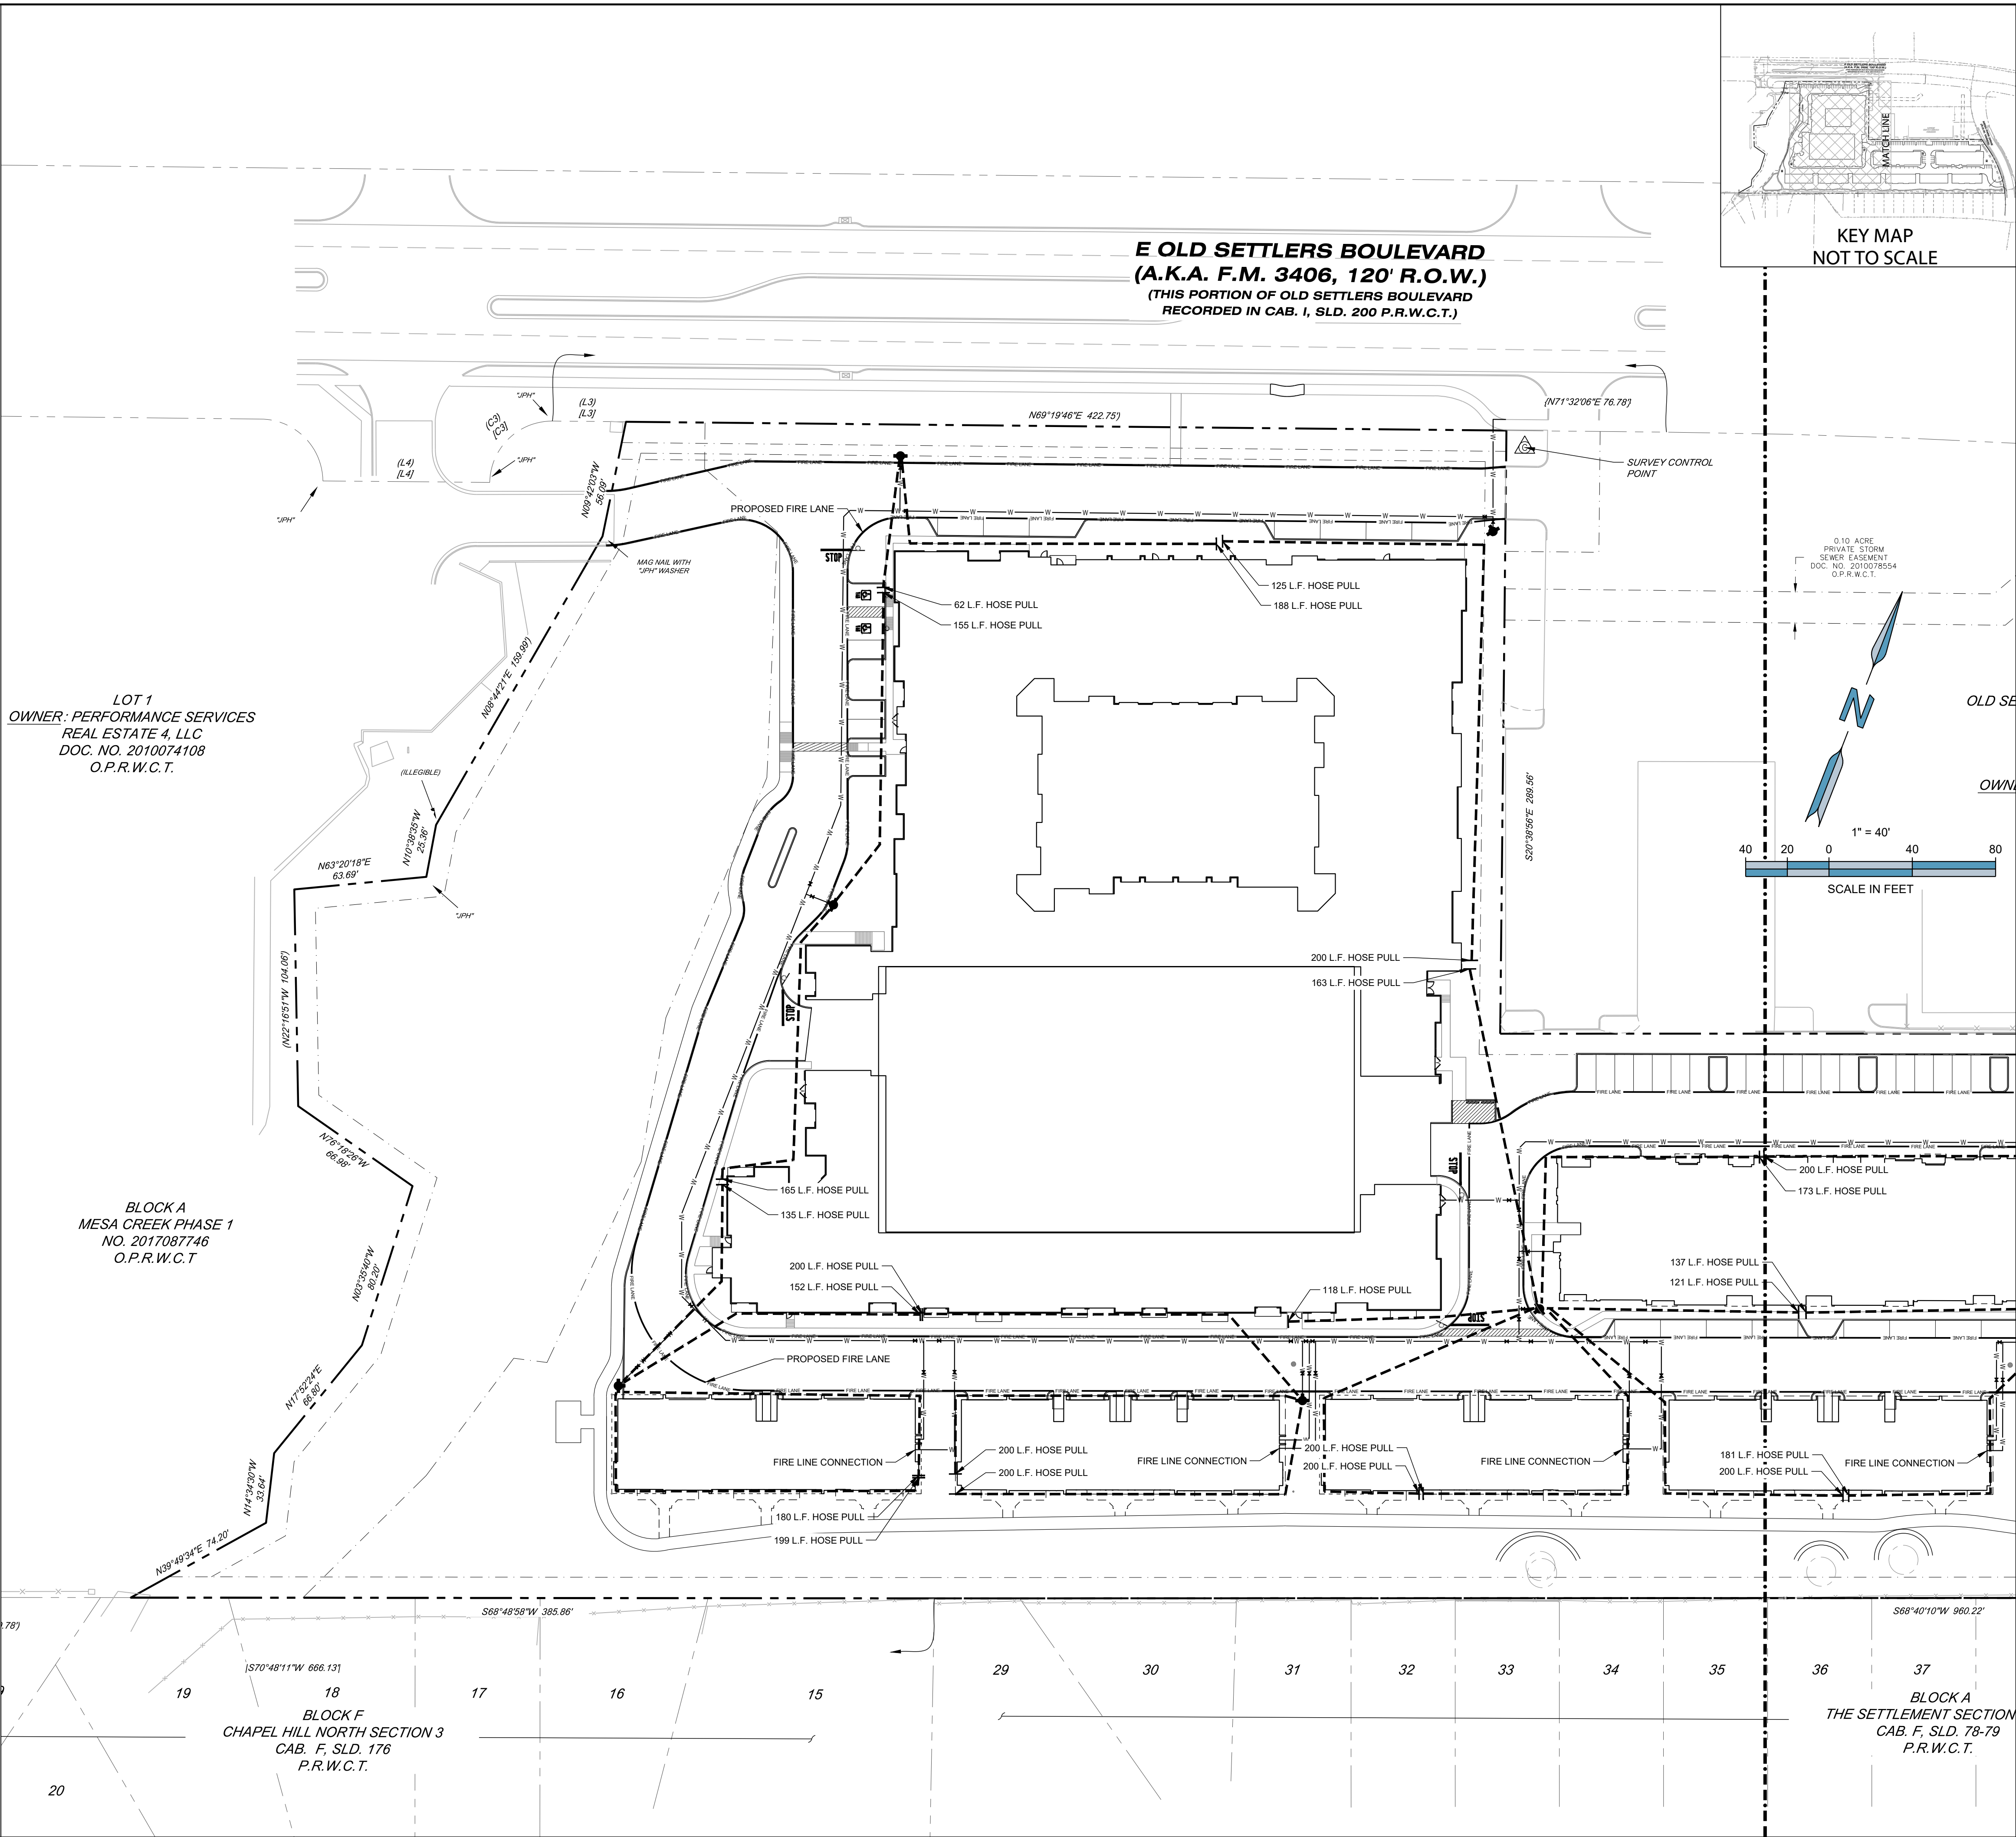 MATCH LINE
KEY MAP
NOT TO SCALE
E OLD SETTLERS BOULEVARD
(A.K.A. F.M. 3406, 120' R.O.W.)
(THIS PORTION OF OLD SETTLERS BOULEVARD
RECORDED IN CAB. I, SLD. 200 P.R.W.C.T.)
"JPH"
(L3)
[L3]
(C3)
[C3]
"JPH"
(L4)
[L4]
"JPH"
N69°19'46"E 422.75')
(N71°32'06"E 76.78')
SURVEY CONTROL
POINT
N09°42'03"W
56.09'
PROPOSED FIRE LANE
FIRE LANE
W
STOP
MAG NAIL WITH
"JPH" WASHER
125 L.F. HOSE PULL
188 L.F. HOSE PULL
62 L.F. HOSE PULL
155 L.F. HOSE PULL
0.10 ACRE
PRIVATE STORM
SEWER EASEMENT
DOC. NO. 2010078554
O.P.R.W.C.T.
N
OLD SE
OWNE
1" = 40'
40 20 0 40 80
SCALE IN FEET
N08°44'21"E 159.99')
LOT 1
OWNER: PERFORMANCE SERVICES
REAL ESTATE 4, LLC
DOC. NO. 2010074108
O.P.R.W.C.T.
(ILLEGIBLE)
N10°38'35"W
25.36'
N63°20'18"E
63.69'
"JPH"
S20°38'56"E 289.56'
200 L.F. HOSE PULL
163 L.F. HOSE PULL
STOP
(N22°16'51"W 104.06')
N76°18'26"W
66.98'
BLOCK A
MESA CREEK PHASE 1
NO. 2017087746
O.P.R.W.C.T
N03°35'40"W
80.20'
N17°52'24"E
66.80'
N14°34'30"W
33.64'
N39°49'34"E 74.20'
165 L.F. HOSE PULL
135 L.F. HOSE PULL
STOP
200 L.F. HOSE PULL
173 L.F. HOSE PULL
200 L.F. HOSE PULL
152 L.F. HOSE PULL
118 L.F. HOSE PULL
STOP
137 L.F. HOSE PULL
121 L.F. HOSE PULL
PROPOSED FIRE LANE
FIRE LINE CONNECTION
200 L.F. HOSE PULL
200 L.F. HOSE PULL
FIRE LINE CONNECTION
200 L.F. HOSE PULL
200 L.F. HOSE PULL
FIRE LINE CONNECTION
181 L.F. HOSE PULL
200 L.F. HOSE PULL
FIRE LINE CONNECTION
180 L.F. HOSE PULL
199 L.F. HOSE PULL
S68°48'58"W 385.86'
S68°40'10"W 960.22'
.78')
[S70°48'11"W 666.13']
19 18 17 16 15 29 30 31 32 33 34 35 36 37
BLOCK F
CHAPEL HILL NORTH SECTION 3
CAB. F, SLD. 176
P.R.W.C.T.
20
BLOCK A
THE SETTLEMENT SECTION
CAB. F, SLD. 78-79
P.R.W.C.T.